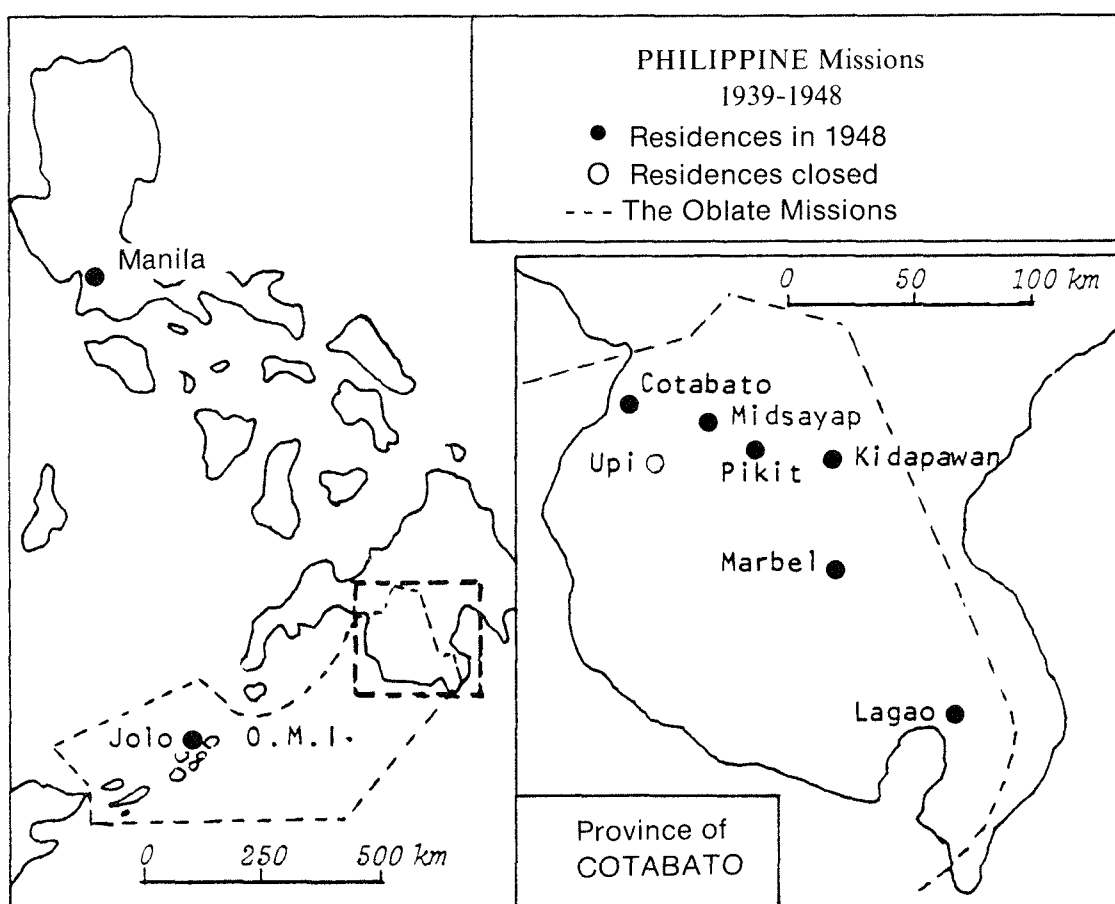 PHILIPPINE Missions
1939-1948
Residences in 1948
Residences closed
The Oblate Missions
Manila
Jolo O.M.I.
0 250 500 km
0 50 100 km
Cotabato
Midsayap
Upi
Pikit
Kidapawan
Marbel
Lagao
Province of
COTABATO